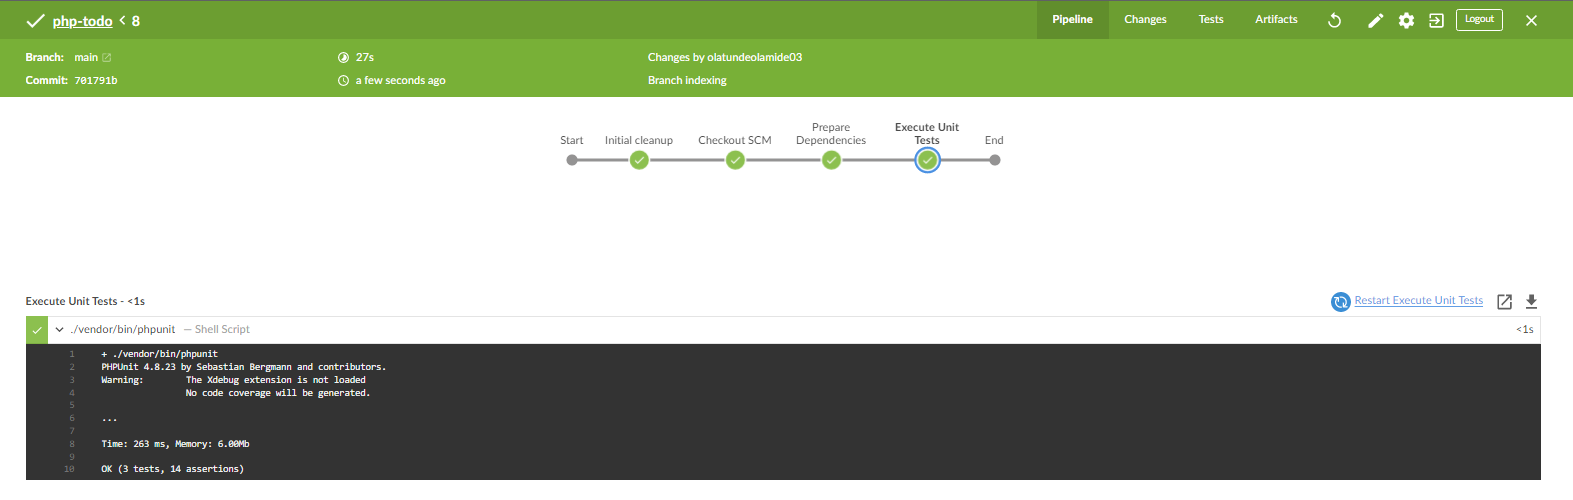 php-todo < 8
Pipeline Changes Tests Artifacts Logout
Branch: main 27s Changes by olatundeolamide03
Commit: 701791b a few seconds ago Branch indexing
Start Initial cleanup Checkout SCM Prepare Dependencies Execute Unit Tests End
Execute Unit Tests - <1s Restart Execute Unit Tests
./vendor/bin/phpunit — Shell Script <1s
1 + ./vendor/bin/phpunit
2 PHPUnit 4.8.23 by Sebastian Bergmann and contributors.
3 Warning: The Xdebug extension is not loaded
4 No code coverage will be generated.
5
6 ...
7
8 Time: 263 ms, Memory: 6.00Mb
9
10 OK (3 tests, 14 assertions)